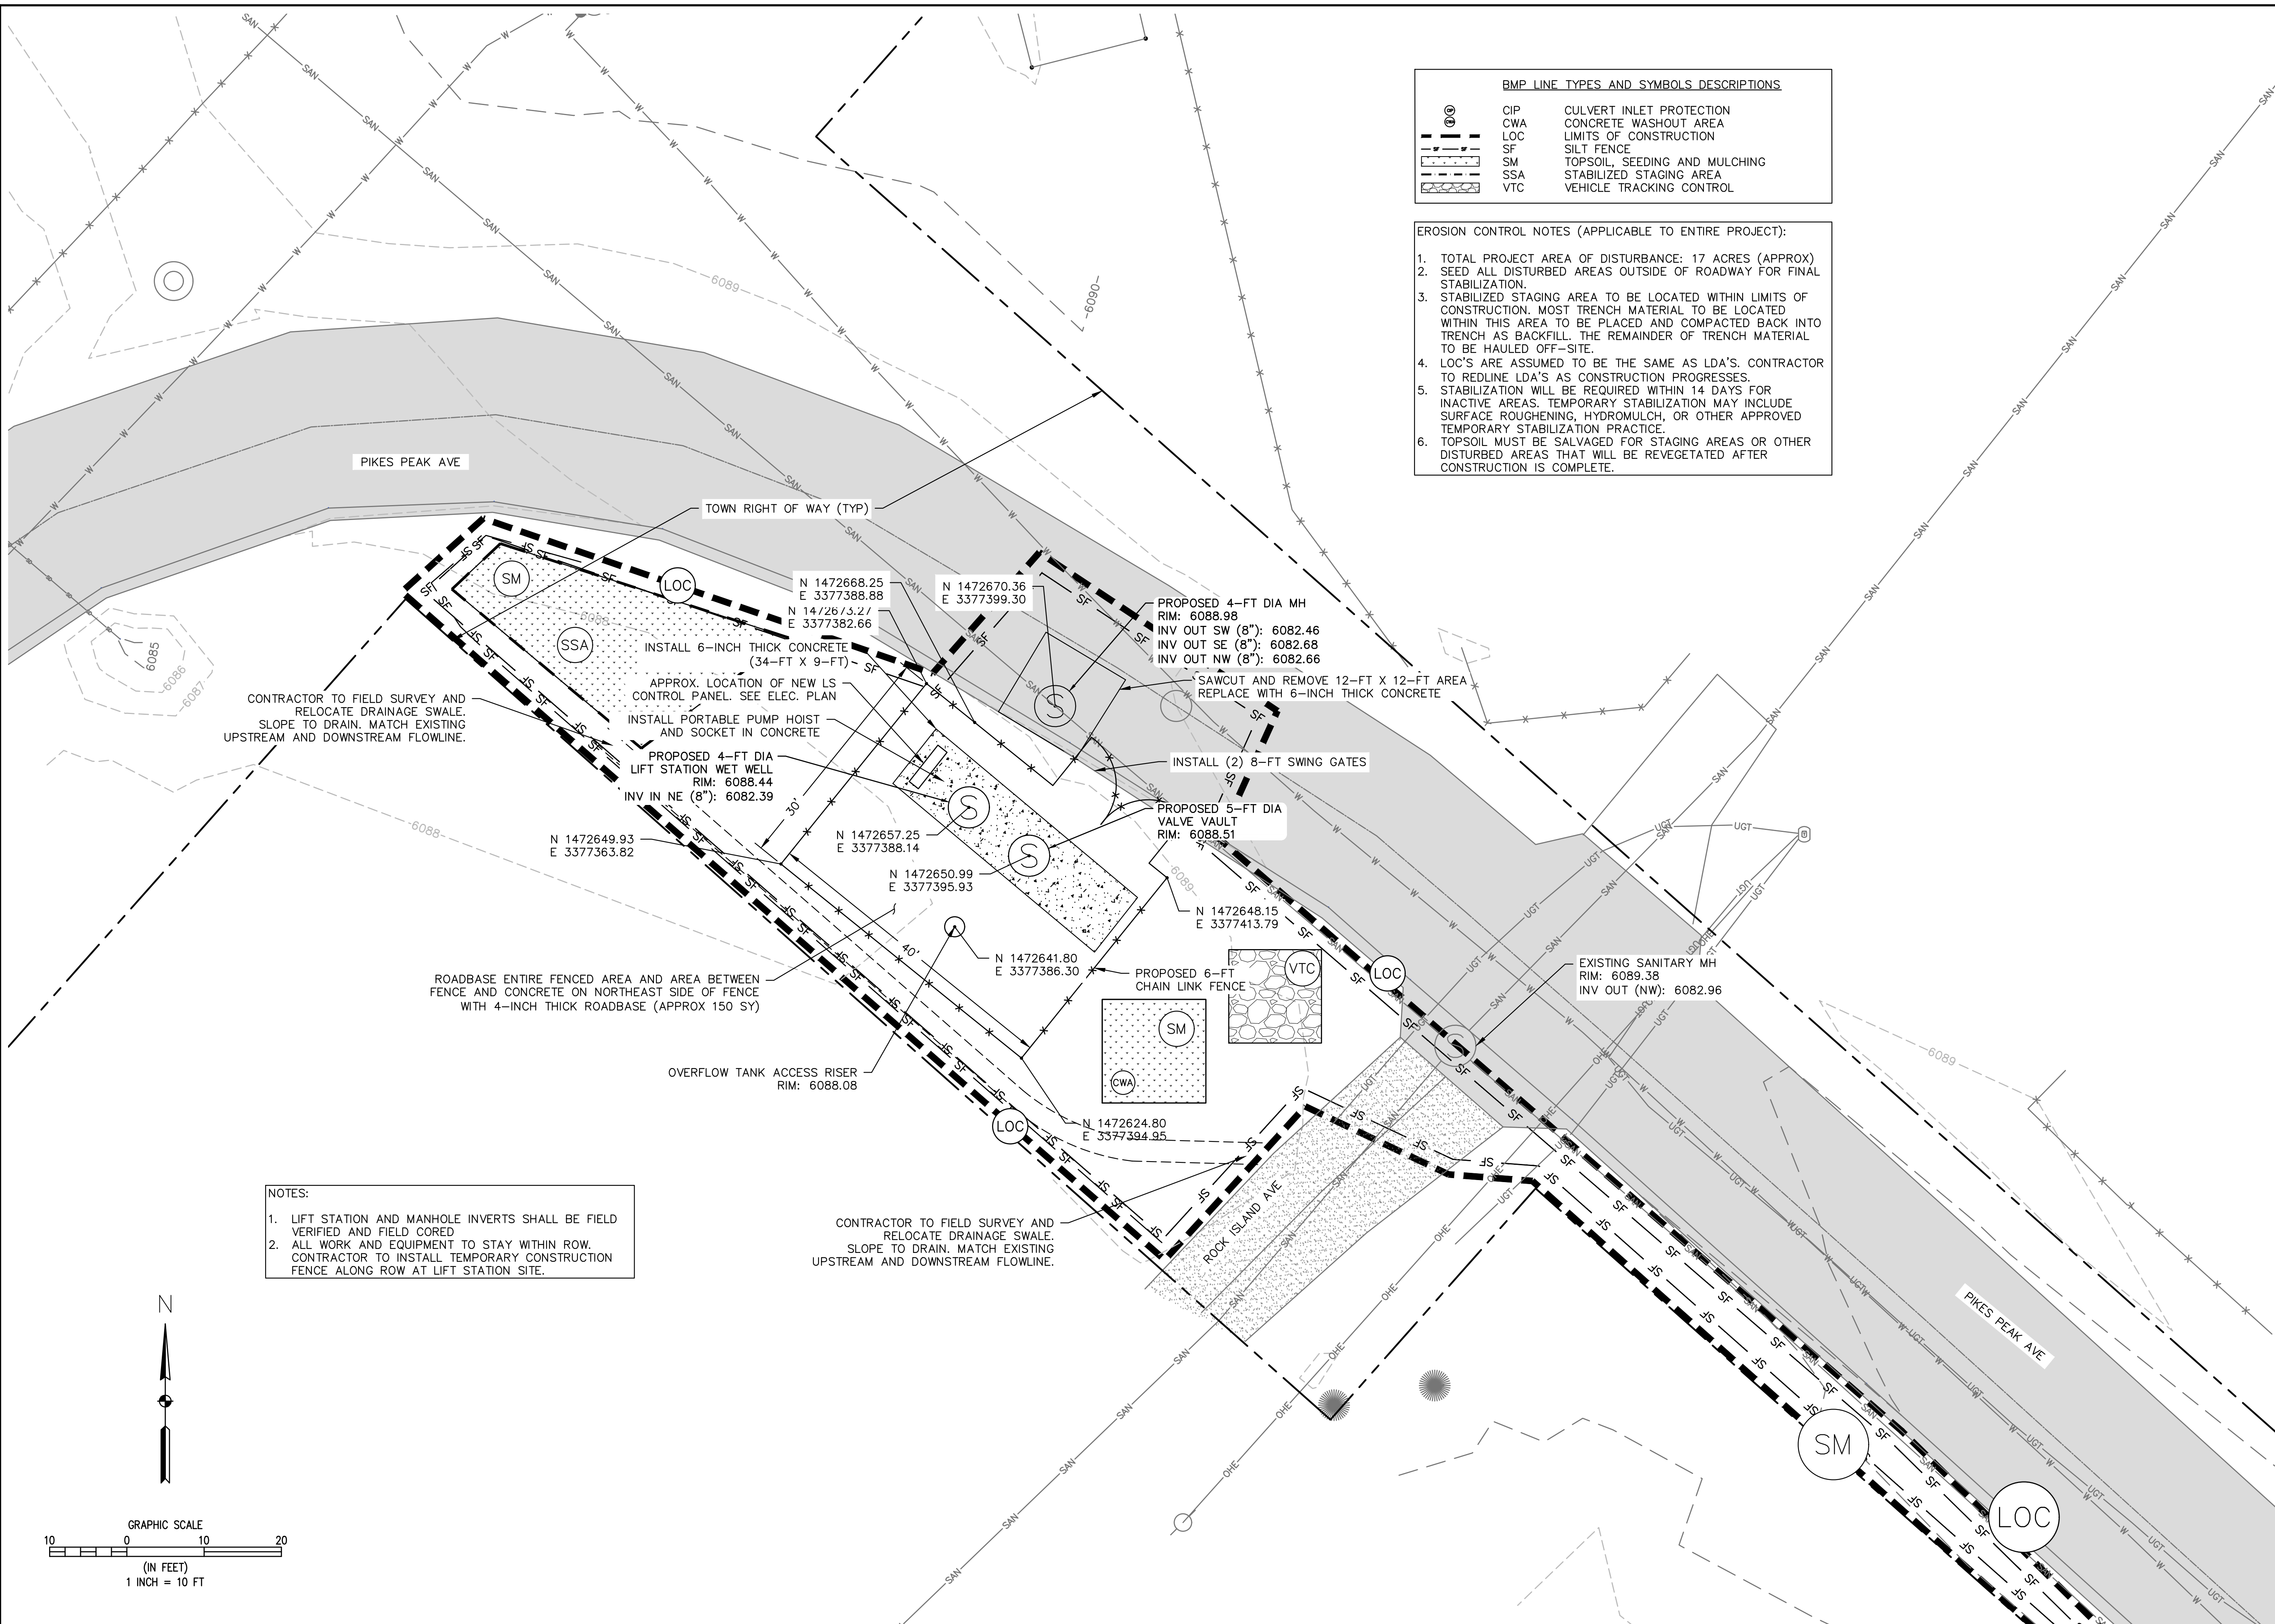 BMP LINE TYPES AND SYMBOLS DESCRIPTIONS
CIP CIP CULVERT INLET PROTECTION
CWA CWA CONCRETE WASHOUT AREA
LOC LIMITS OF CONSTRUCTION
SF SF SF SILT FENCE
SM TOPSOIL, SEEDING AND MULCHING
SSA STABILIZED STAGING AREA
VTC VEHICLE TRACKING CONTROL
EROSION CONTROL NOTES (APPLICABLE TO ENTIRE PROJECT):
1. TOTAL PROJECT AREA OF DISTURBANCE: 17 ACRES (APPROX)
2. SEED ALL DISTURBED AREAS OUTSIDE OF ROADWAY FOR FINAL
STABILIZATION.
3. STABILIZED STAGING AREA TO BE LOCATED WITHIN LIMITS OF
CONSTRUCTION. MOST TRENCH MATERIAL TO BE LOCATED
WITHIN THIS AREA TO BE PLACED AND COMPACTED BACK INTO
TRENCH AS BACKFILL. THE REMAINDER OF TRENCH MATERIAL
TO BE HAULED OFF-SITE.
4. LOC'S ARE ASSUMED TO BE THE SAME AS LDA'S. CONTRACTOR
TO REDLINE LDA'S AS CONSTRUCTION PROGRESSES.
5. STABILIZATION WILL BE REQUIRED WITHIN 14 DAYS FOR
INACTIVE AREAS. TEMPORARY STABILIZATION MAY INCLUDE
SURFACE ROUGHENING, HYDROMULCH, OR OTHER APPROVED
TEMPORARY STABILIZATION PRACTICE.
6. TOPSOIL MUST BE SALVAGED FOR STAGING AREAS OR OTHER
DISTURBED AREAS THAT WILL BE REVEGETATED AFTER
CONSTRUCTION IS COMPLETE.
6089
6090
PIKES PEAK AVE
TOWN RIGHT OF WAY (TYP)
SM
LOC
SSA
6088
N 1472668.25
E 3377388.88
N 1472673.27
E 3377382.66
N 1472670.36
E 3377399.30
PROPOSED 4-FT DIA MH
RIM: 6088.98
INV OUT SW (8"): 6082.46
INV OUT SE (8"): 6082.68
INV OUT NW (8"): 6082.66
SAWCUT AND REMOVE 12-FT X 12-FT AREA
REPLACE WITH 6-INCH THICK CONCRETE
INSTALL 6-INCH THICK CONCRETE
(34-FT X 9-FT)
APPROX. LOCATION OF NEW LS
CONTROL PANEL. SEE ELEC. PLAN
INSTALL PORTABLE PUMP HOIST
AND SOCKET IN CONCRETE
PROPOSED 4-FT DIA
LIFT STATION WET WELL
RIM: 6088.44
INV IN NE (8"): 6082.39
6085
6086
6087
CONTRACTOR TO FIELD SURVEY AND
RELOCATE DRAINAGE SWALE.
SLOPE TO DRAIN. MATCH EXISTING
UPSTREAM AND DOWNSTREAM FLOWLINE.
INSTALL (2) 8-FT SWING GATES
PROPOSED 5-FT DIA
VALVE VAULT
RIM: 6088.51
6088
30'
N 1472649.93
E 3377363.82
N 1472657.25
E 3377388.14
N 1472650.99
E 3377395.93
6089
N 1472648.15
E 3377413.79
40'
N 1472641.80
E 3377386.30
PROPOSED 6-FT
CHAIN LINK FENCE
VTC
LOC
EXISTING SANITARY MH
RIM: 6089.38
INV OUT (NW): 6082.96
ROADBASE ENTIRE FENCED AREA AND AREA BETWEEN
FENCE AND CONCRETE ON NORTHEAST SIDE OF FENCE
WITH 4-INCH THICK ROADBASE (APPROX 150 SY)
SM
CWA
6089
OVERFLOW TANK ACCESS RISER
RIM: 6088.08
LOC
N 1472624.80
E 3377394.95
ROCK ISLAND AVE
CONTRACTOR TO FIELD SURVEY AND
RELOCATE DRAINAGE SWALE.
SLOPE TO DRAIN. MATCH EXISTING
UPSTREAM AND DOWNSTREAM FLOWLINE.
NOTES:
1. LIFT STATION AND MANHOLE INVERTS SHALL BE FIELD
VERIFIED AND FIELD CORED
2. ALL WORK AND EQUIPMENT TO STAY WITHIN ROW.
CONTRACTOR TO INSTALL TEMPORARY CONSTRUCTION
FENCE ALONG ROW AT LIFT STATION SITE.
PIKES PEAK AVE
SM
LOC
N
GRAPHIC SCALE
10 0 10 20
(IN FEET)
1 INCH = 10 FT